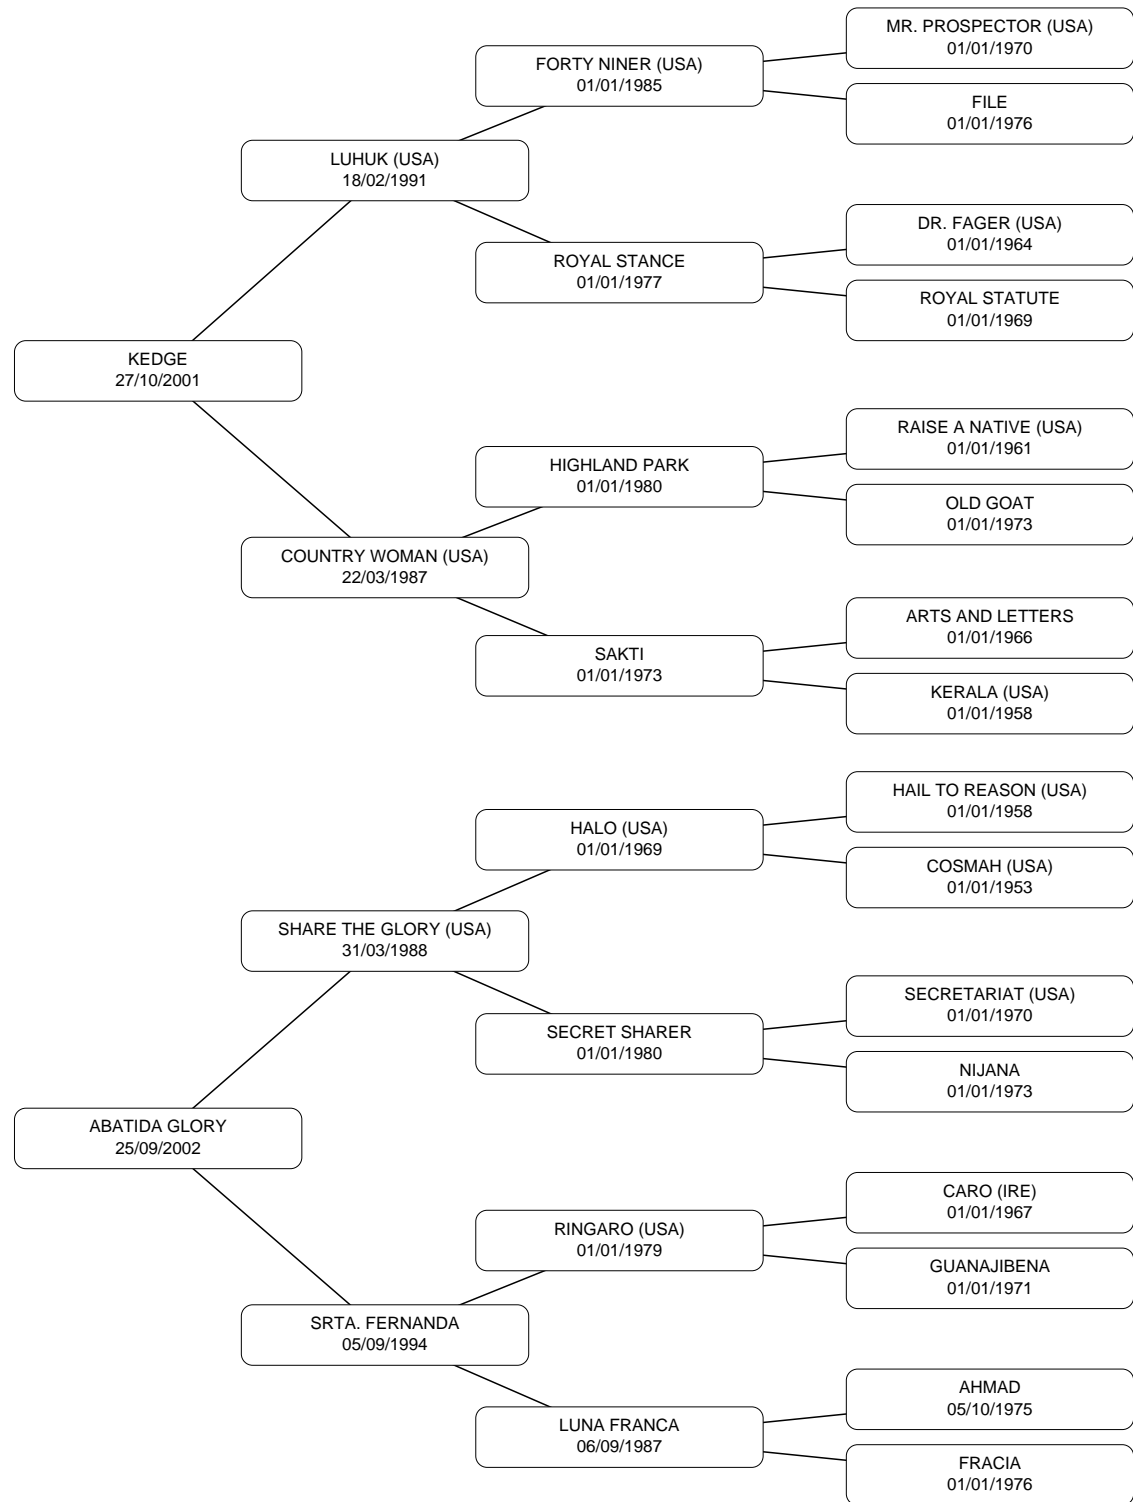 MR. PROSPECTOR (USA)
01/01/1970
FORTY NINER (USA)
01/01/1985
FILE
01/01/1976
LUHUK (USA)
18/02/1991
DR. FAGER (USA)
01/01/1964
ROYAL STANCE
01/01/1977
ROYAL STATUTE
01/01/1969
KEDGE
27/10/2001
RAISE A NATIVE (USA)
01/01/1961
HIGHLAND PARK
01/01/1980
OLD GOAT
01/01/1973
COUNTRY WOMAN (USA)
22/03/1987
ARTS AND LETTERS
01/01/1966
SAKTI
01/01/1973
KERALA (USA)
01/01/1958
HAIL TO REASON (USA)
01/01/1958
HALO (USA)
01/01/1969
COSMAH (USA)
01/01/1953
SHARE THE GLORY (USA)
31/03/1988
SECRETARIAT (USA)
01/01/1970
SECRET SHARER
01/01/1980
NIJANA
01/01/1973
ABATIDA GLORY
25/09/2002
CARO (IRE)
01/01/1967
RINGARO (USA)
01/01/1979
GUANAJIBENA
01/01/1971
SRTA. FERNANDA
05/09/1994
AHMAD
05/10/1975
LUNA FRANCA
06/09/1987
FRACIA
01/01/1976